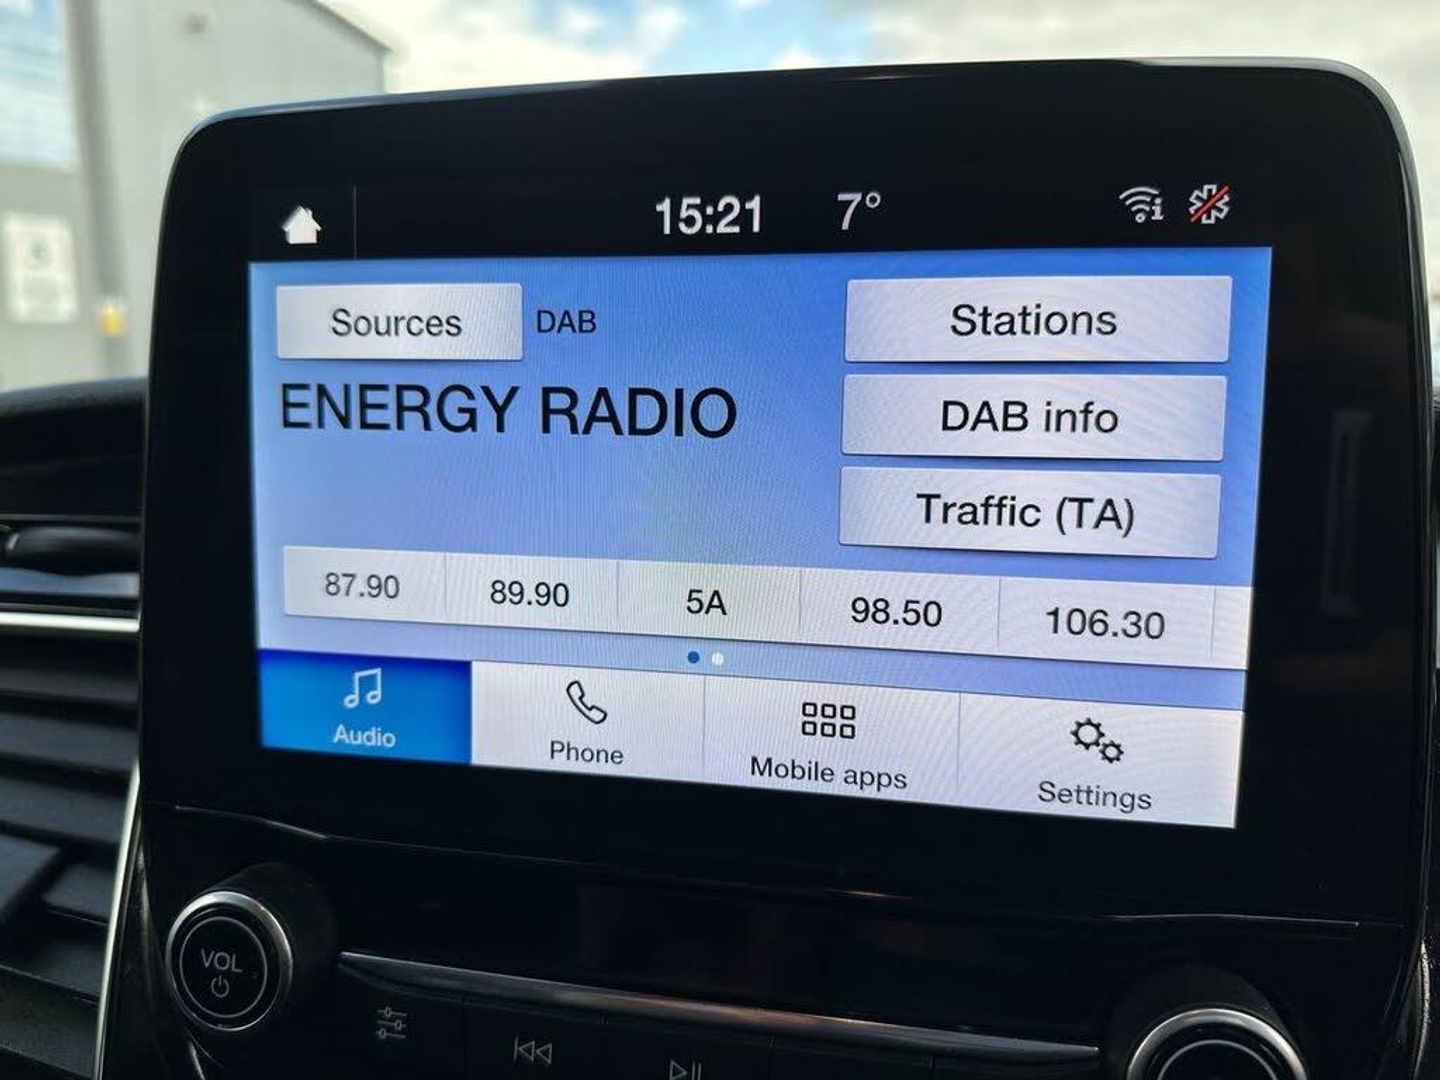 15:21 7°
Sources DAB Stations
ENERGY RADIO
DAB info
Traffic (TA)
87.90 89.90 5A 98.50 106.30
Audio Phone Mobile apps Settings
VOL